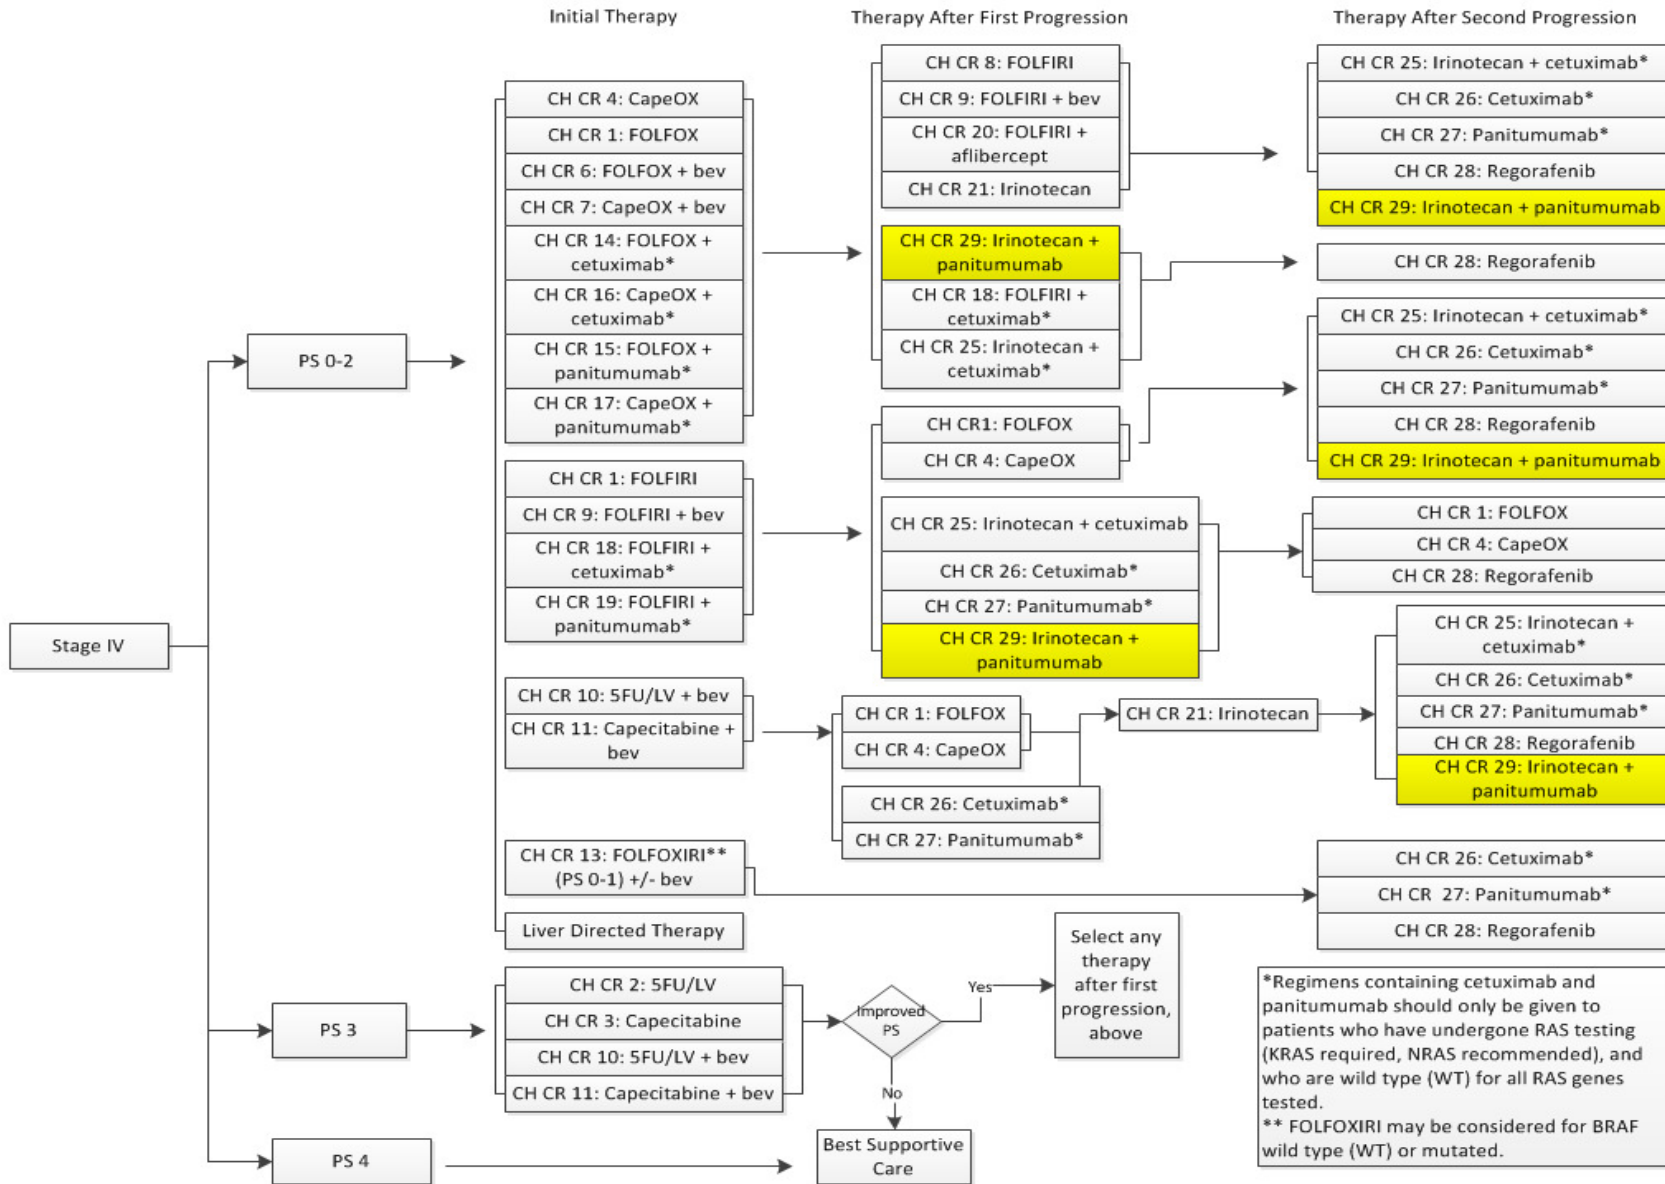 Initial Therapy
Therapy After First Progression
Therapy After Second Progression
Stage IV
PS 0-2
CH CR 4: CapeOX
CH CR 1: FOLFOX
CH CR 6: FOLFOX + bev
CH CR 7: CapeOX + bev
CH CR 14: FOLFOX +
cetuximab*
CH CR 16: CapeOX +
cetuximab*
CH CR 15: FOLFOX +
panitumumab*
CH CR 17: CapeOX +
panitumumab*
CH CR 8: FOLFIRI
CH CR 9: FOLFIRI + bev
CH CR 20: FOLFIRI +
aflibercept
CH CR 21: Irinotecan
CH CR 25: Irinotecan + cetuximab*
CH CR 26: Cetuximab*
CH CR 27: Panitumumab*
CH CR 28: Regorafenib
CH CR 29: Irinotecan + panitumumab
CH CR 29: Irinotecan +
panitumumab
CH CR 18: FOLFIRI +
cetuximab*
CH CR 25: Irinotecan +
cetuximab*
CH CR 28: Regorafenib
CH CR 1: FOLFIRI
CH CR 9: FOLFIRI + bev
CH CR 18: FOLFIRI +
cetuximab*
CH CR 19: FOLFIRI +
panitumumab*
CH CR1: FOLFOX
CH CR 4: CapeOX
CH CR 25: Irinotecan + cetuximab*
CH CR 26: Cetuximab*
CH CR 27: Panitumumab*
CH CR 28: Regorafenib
CH CR 29: Irinotecan + panitumumab
CH CR 25: Irinotecan + cetuximab
CH CR 26: Cetuximab*
CH CR 27: Panitumumab*
CH CR 29: Irinotecan +
panitumumab
CH CR 1: FOLFOX
CH CR 4: CapeOX
CH CR 28: Regorafenib
CH CR 10: 5FU/LV + bev
CH CR 11: Capecitabine +
bev
CH CR 1: FOLFOX
CH CR 4: CapeOX
CH CR 26: Cetuximab*
CH CR 27: Panitumumab*
CH CR 21: Irinotecan
CH CR 25: Irinotecan +
cetuximab*
CH CR 26: Cetuximab*
CH CR 27: Panitumumab*
CH CR 28: Regorafenib
CH CR 29: Irinotecan +
panitumumab
CH CR 13: FOLFOXIRI**
(PS 0-1) +/- bev
CH CR 26: Cetuximab*
CH CR 27: Panitumumab*
CH CR 28: Regorafenib
Liver Directed Therapy
PS 3
CH CR 2: 5FU/LV
CH CR 3: Capecitabine
CH CR 10: 5FU/LV + bev
CH CR 11: Capecitabine + bev
Improved
PS
Yes
Select any
therapy
after first
progression,
above
No
Best Supportive
Care
PS 4
*Regimens containing cetuximab and
panitumumab should only be given to
patients who have undergone RAS testing
(KRAS required, NRAS recommended), and
who are wild type (WT) for all RAS genes
tested.
** FOLFOXIRI may be considered for BRAF
wild type (WT) or mutated.